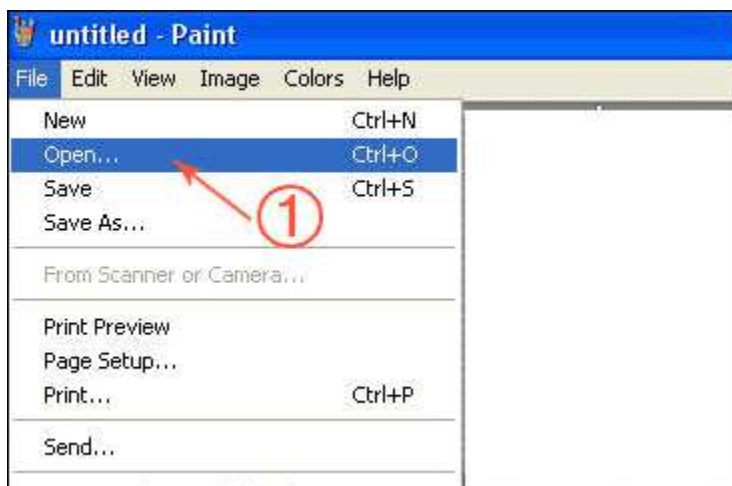 untitled - Paint
File Edit View Image Colors Help
New Ctrl+N
Open... Ctrl+O
Save Ctrl+S
Save As...
1
From Scanner or Camera...
Print Preview
Page Setup...
Print... Ctrl+P
Send...